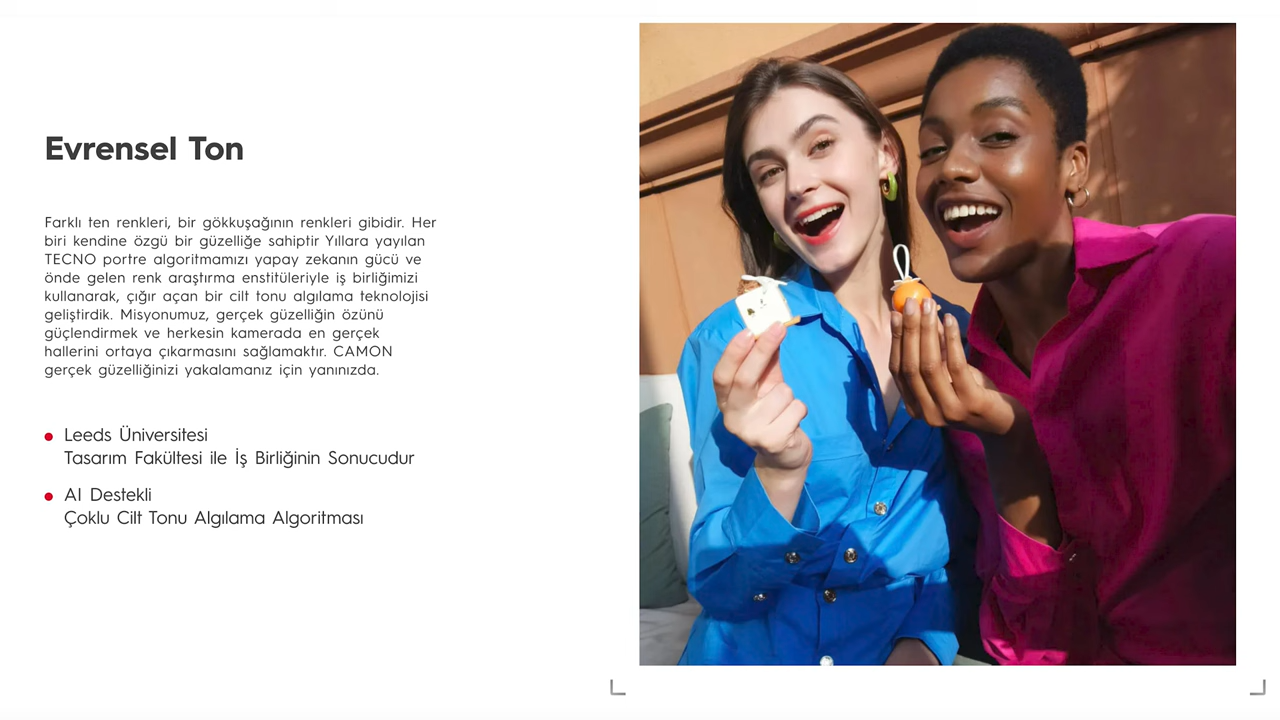 Evrensel Ton
Farklı ten renkleri, bir gökkuşağının renkleri gibidir. Her
biri kendine özgü bir güzelliğe sahiptir Yıllara yayılan
TECNO portre algoritmamızı yapay zekanın gücü ve
önde gelen renk araştırma enstitüleriyle iş birliğimizi
kullanarak, çığır açan bir cilt tonu algılama teknolojisi
geliştirdik. Misyonumuz, gerçek güzelliğin özünü
güçlendirmek ve herkesin kamerada en gerçek
hallerini ortaya çıkarmasını sağlamaktır. CAMON
gerçek güzelliğinizi yakalamanız için yanınızda.
Leeds Üniversitesi
Tasarım Fakültesi ile İş Birliğinin Sonucudur
AI Destekli
Çoklu Cilt Tonu Algılama Algoritması